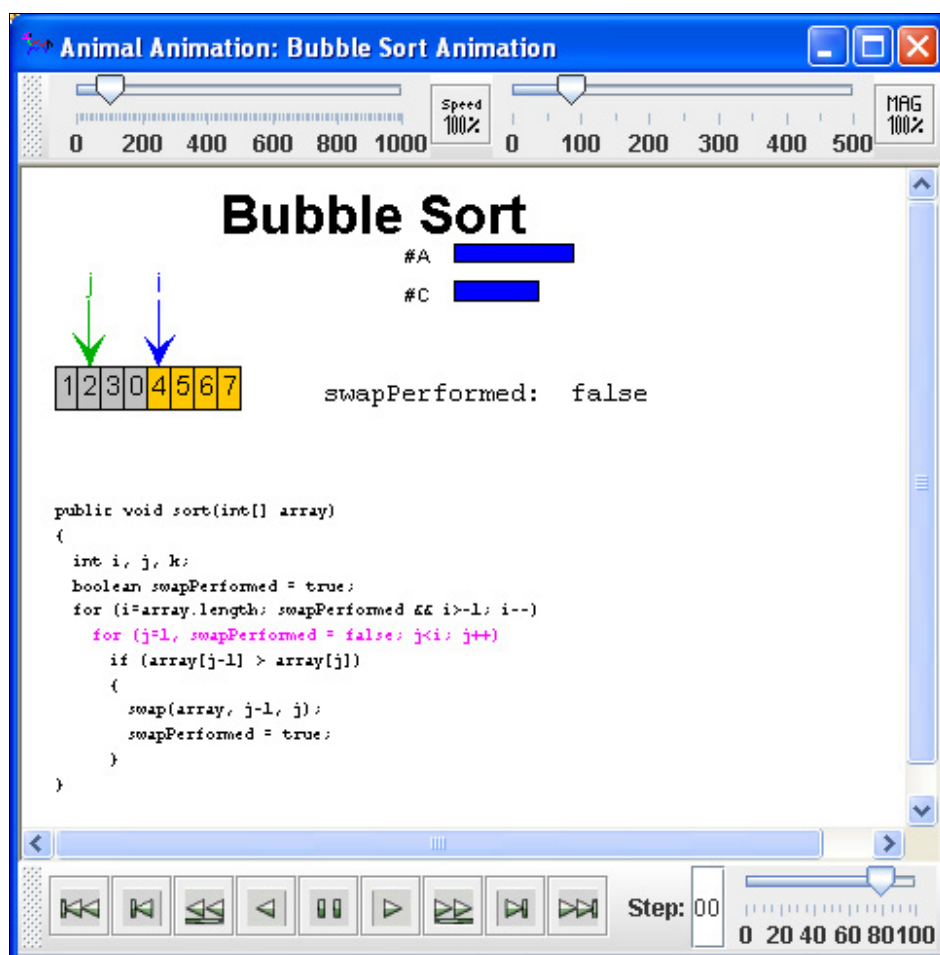 Animal Animation: Bubble Sort Animation
0 200 400 600 800 1000
Speed
100%
0 100 200 300 400 500
MAG
100%
Bubble Sort
#A
#C
j i
1 2 3 0 4 5 6 7
swapPerformed: false
public void sort(int[] array)
{
int i, j, k;
boolean swapPerformed = true;
for (i=array.length; swapPerformed && i>-1; i--)
for (j=1, swapPerformed = false; j<i; j++)
if (array[j-1] > array[j])
{
swap(array, j-1, j);
swapPerformed = true;
}
}
Step: 00
0 20 40 60 80 100